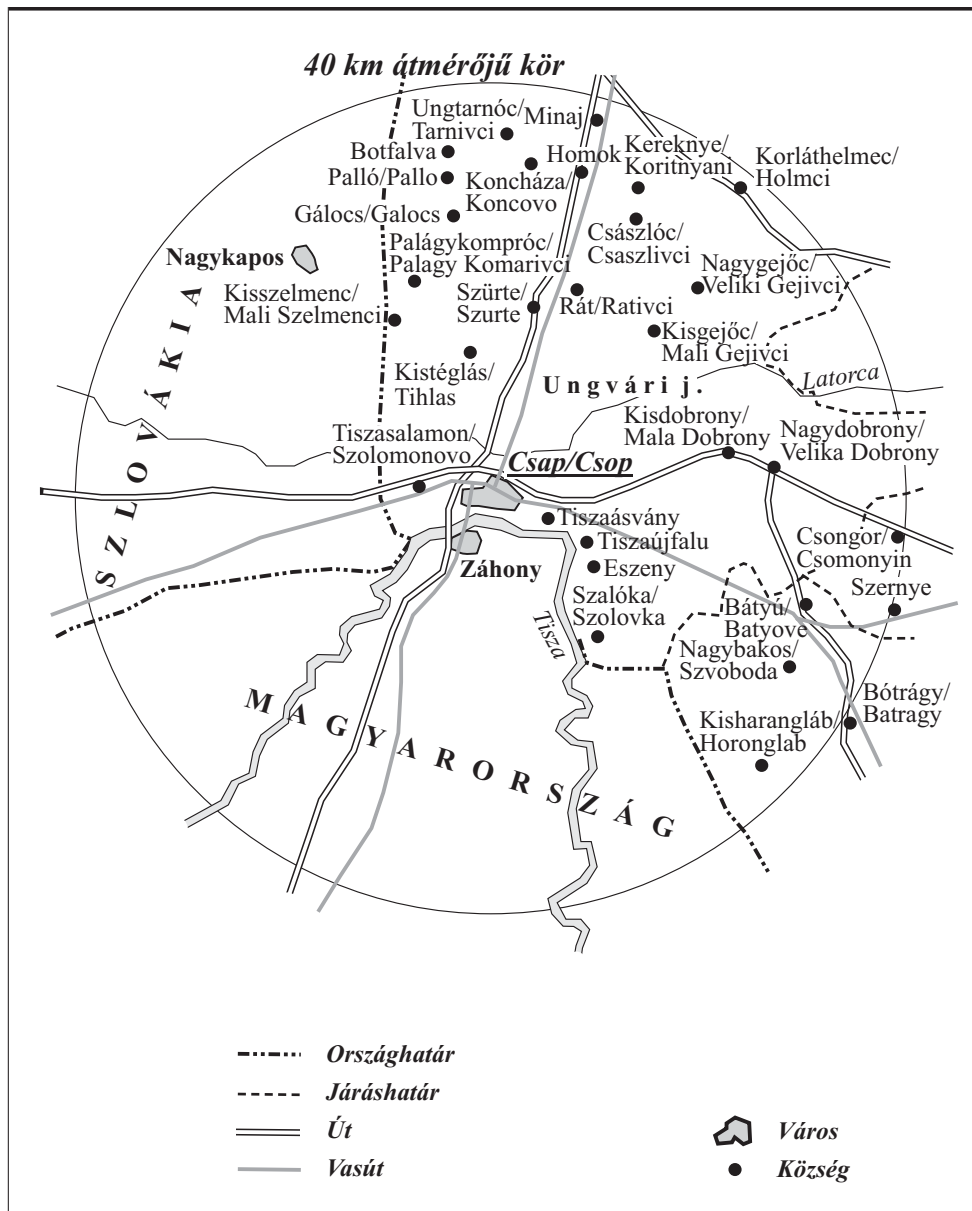 40 km átmérőjű kör
Ungtarnóc/
Tarnivci
Minaj
Botfalva
Palló/Pallo
Koncháza/
Koncovo
Homok
Kereknye/
Koritnyani
Korláthelmec/
Holmci
Gálocs/Galocs
Császlóc/
Csaszlivci
Nagykapos
Palágykompróc/
Palagy Komarivci
Nagygejőc/
Veliki Gejivci
Kisszelmenc/
Mali Szelmenci
Szürte/
Szurte
Rát/Rativci
Kisgejőc/
Mali Gejivci
Kistéglás/
Tihlas
Ungvári j.
Latorca
SZLOVÁKIA
Tiszasalamon/
Szolomonovo
Csap/Csop
Kisdobrony/
Mala Dobrony
Nagydobrony/
Velika Dobrony
Tiszaásvány
Tiszaújfalu
Eszeny
Záhony
Csongor/
Csomonyin
Szernye
Szalóka/
Szolovka
Tisza
Bátyú/
Batyove
Nagybakos/
Szvoboda
Bótrágy/
Batragy
Kisharangláb/
Horonglab
MAGYARORSZÁG
Országhatár
Járáshatár
Út
Vasút
Város
Község